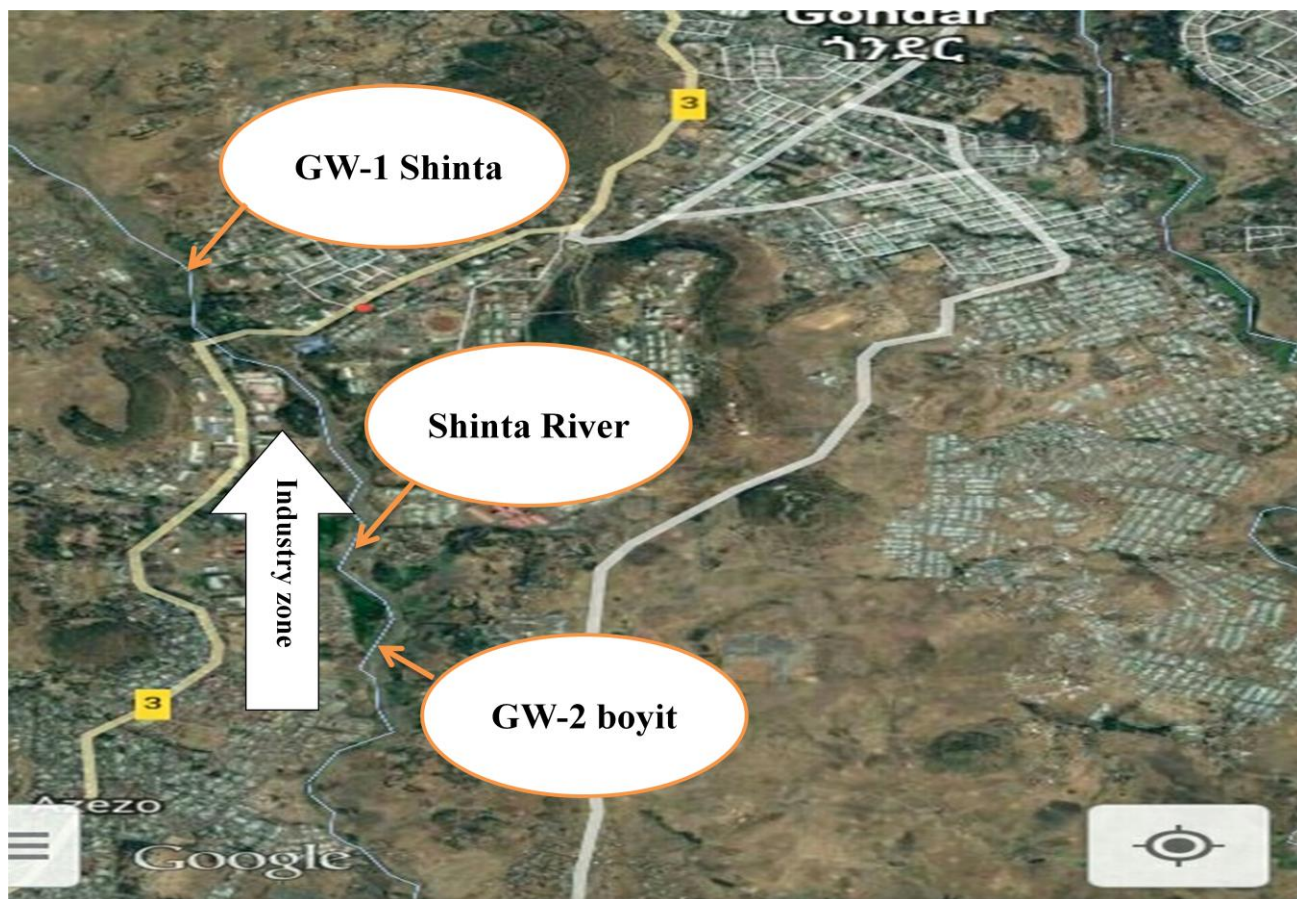 Gondar
ጎንደር
3
GW-1 Shinta
Shinta River
Industry zone
GW-2 boyit
3
Azezo
Google